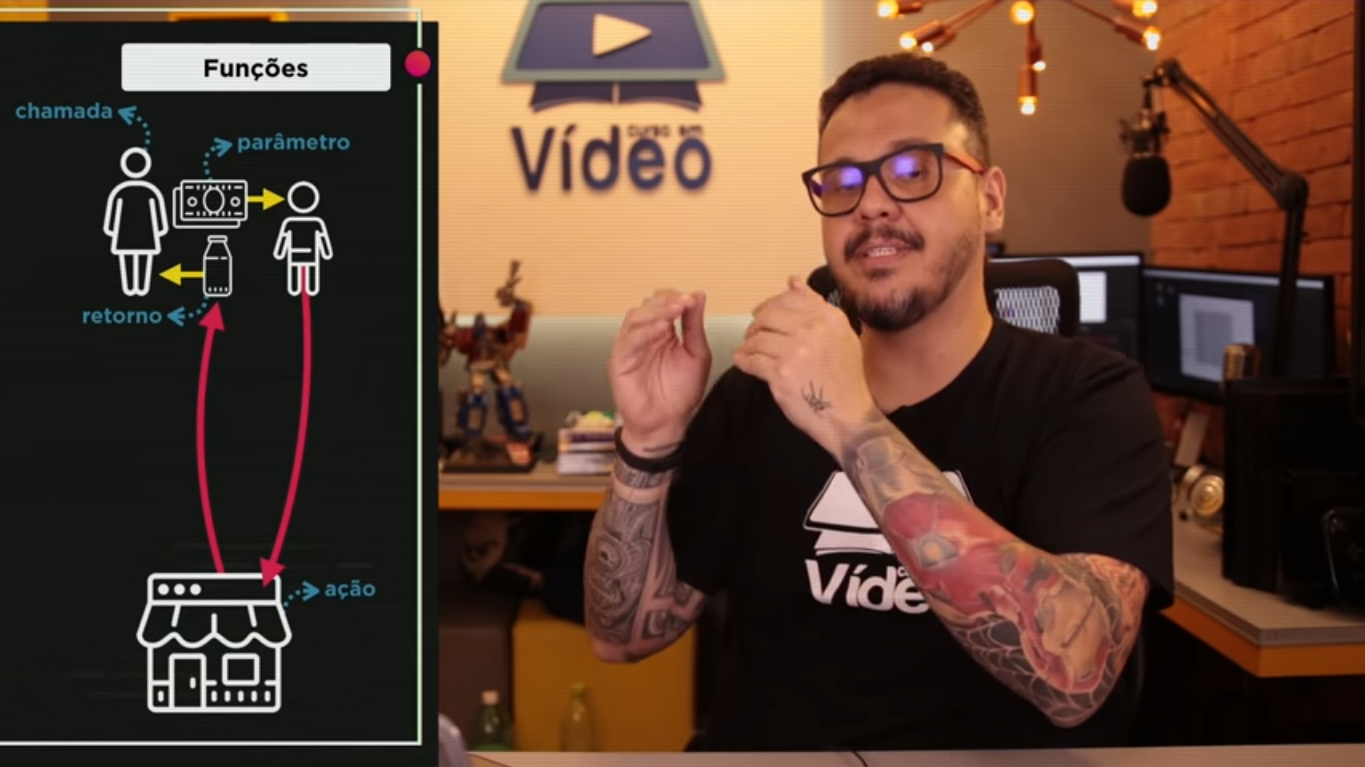 Funções
chamada
parâmetro
retorno
ação
curso em
Vídeo
Víde